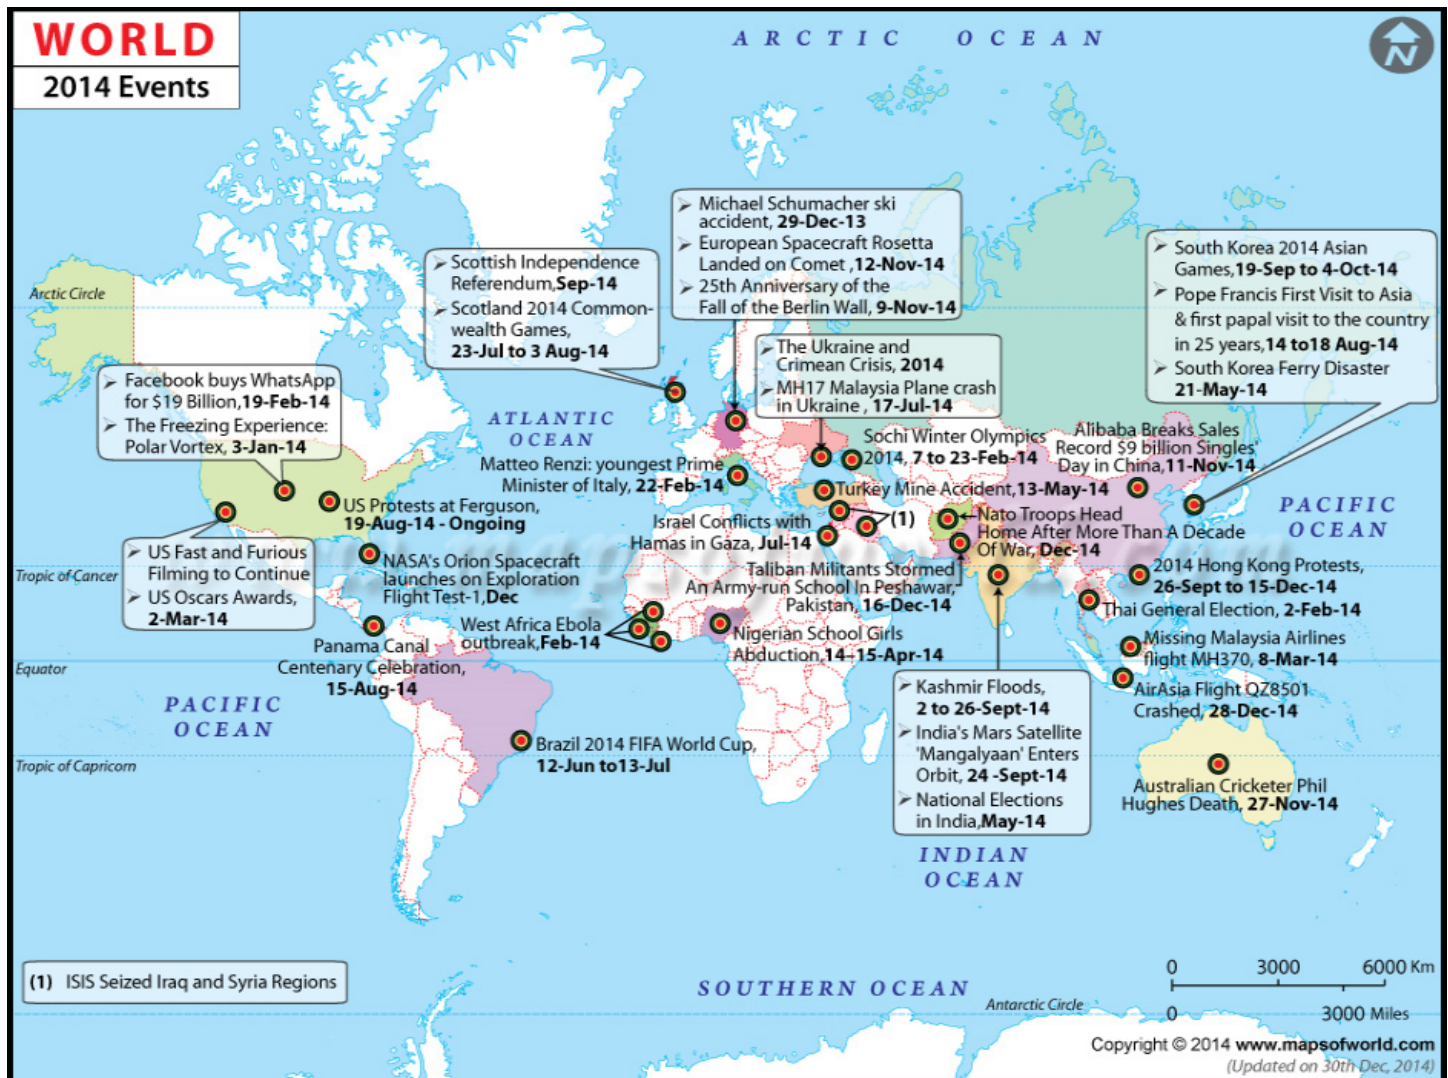 WORLD
2014 Events
ARCTIC OCEAN
N
Michael Schumacher ski
accident, 29-Dec-13
European Spacecraft Rosetta
Landed on Comet ,12-Nov-14
25th Anniversary of the
Fall of the Berlin Wall, 9-Nov-14
South Korea 2014 Asian
Games,19-Sep to 4-Oct-14
Pope Francis First Visit to Asia
& first papal visit to the country
in 25 years,14 to18 Aug-14
South Korea Ferry Disaster
21-May-14
Scottish Independence
Referendum,Sep-14
Scotland 2014 Common-
wealth Games,
23-Jul to 3 Aug-14
Arctic Circle
The Ukraine and
Crimean Crisis, 2014
MH17 Malaysia Plane crash
in Ukraine , 17-Jul-14
Facebook buys WhatsApp
for $19 Billion,19-Feb-14
The Freezing Experience:
Polar Vortex, 3-Jan-14
ATLANTIC
OCEAN
Sochi Winter Olympics
2014, 7 to 23-Feb-14
Alibaba Breaks Sales
Record $9 billion Singles
Day in China,11-Nov-14
Matteo Renzi: youngest Prime
Minister of Italy, 22-Feb-14
Turkey Mine Accident,13-May-14
PACIFIC
OCEAN
US Protests at Ferguson,
19-Aug-14 - Ongoing
Israel Conflicts with
Hamas in Gaza, Jul-14
(1)
Nato Troops Head
Home After More Than A Decade
Of War, Dec-14
US Fast and Furious
Filming to Continue
US Oscars Awards,
2-Mar-14
NASA's Orion Spacecraft
launches on Exploration
Flight Test-1,Dec
Taliban Militants Stormed
An Army-run School In Peshawar,
Pakistan, 16-Dec-14
2014 Hong Kong Protests,
26-Sept to 15-Dec-14
Tropic of Cancer
Thai General Election, 2-Feb-14
West Africa Ebola
outbreak,Feb-14
Nigerian School Girls
Abduction,14-15-Apr-14
Missing Malaysia Airlines
flight MH370, 8-Mar-14
Panama Canal
Centenary Celebration,
15-Aug-14
Equator
Kashmir Floods,
2 to 26-Sept-14
India's Mars Satellite
'Mangalyaan' Enters
Orbit, 24 -Sept-14
National Elections
in India,May-14
AirAsia Flight QZ8501
Crashed, 28-Dec-14
PACIFIC
OCEAN
Brazil 2014 FIFA World Cup,
12-Jun to13-Jul
Tropic of Capricorn
Australian Cricketer Phil
Hughes Death, 27-Nov-14
INDIAN
OCEAN
(1) ISIS Seized Iraq and Syria Regions
SOUTHERN OCEAN
Antarctic Circle
0 3000 6000 Km
0 3000 Miles
Copyright © 2014 www.mapsofworld.com
(Updated on 30th Dec, 2014)